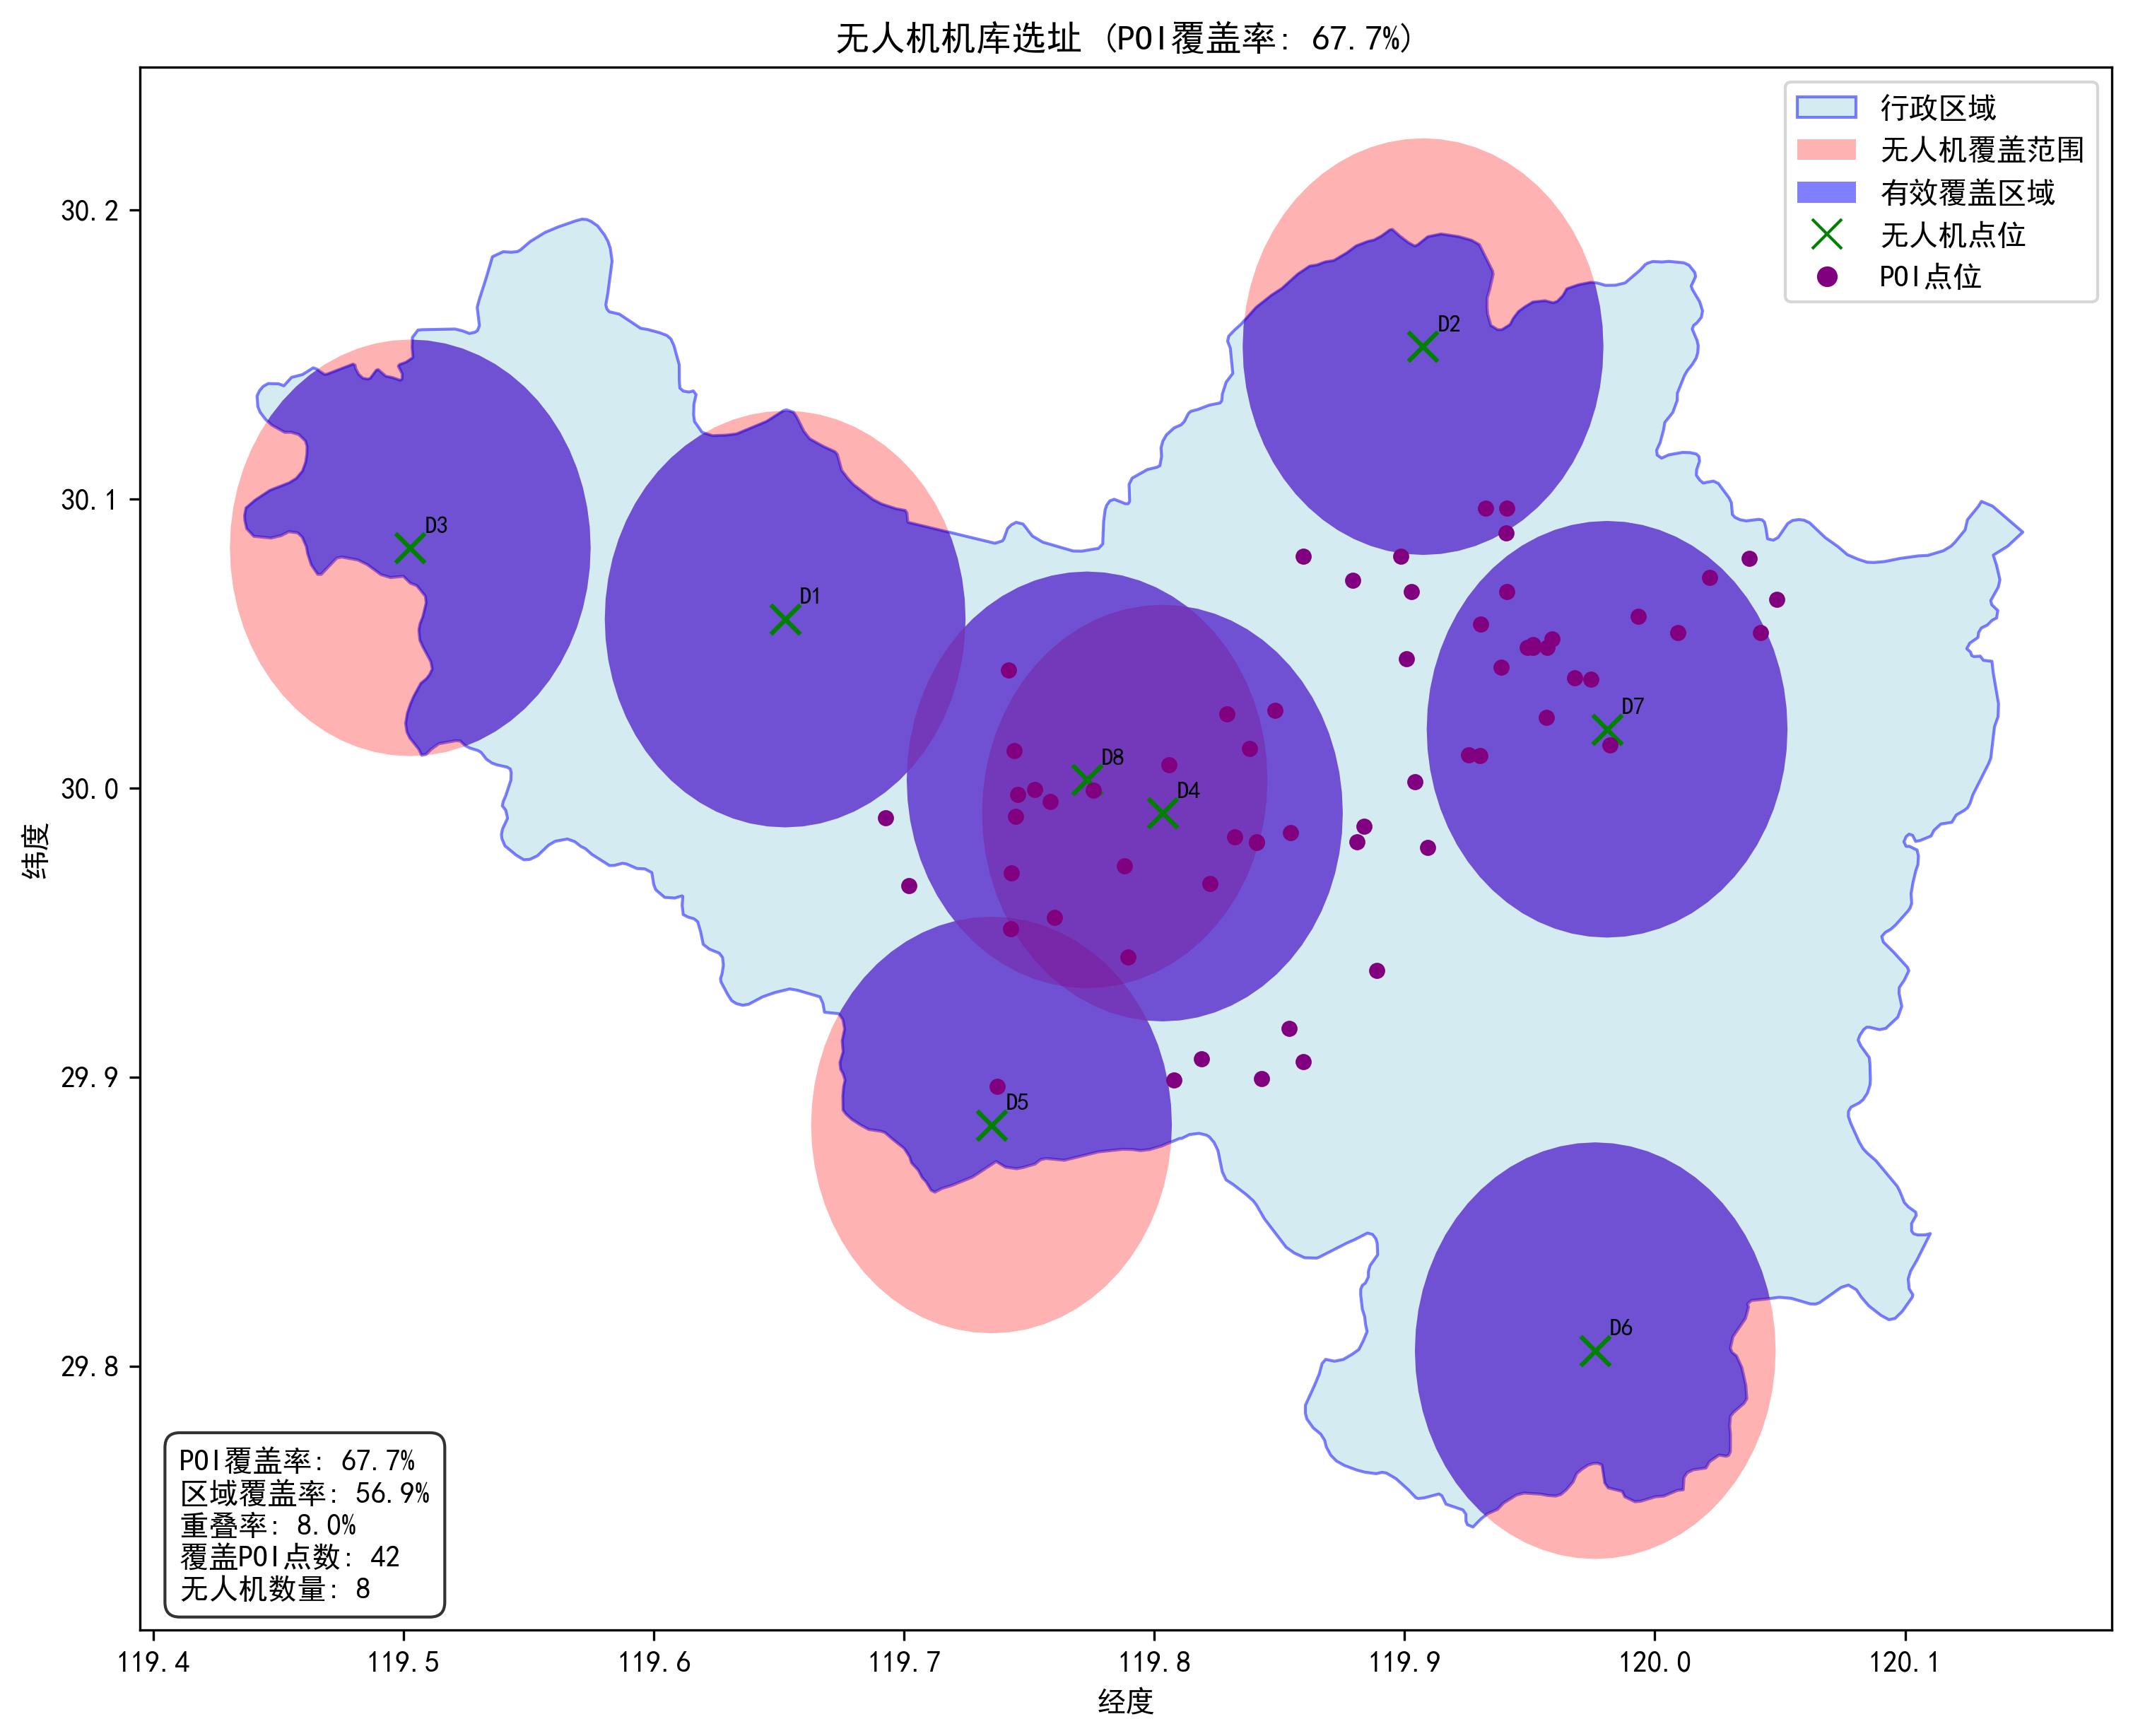 无人机机库选址 (POI覆盖率: 67.7%)
行政区域
无人机覆盖范围
有效覆盖区域
无人机点位
POI点位
纬度
30.2
30.1
30.0
29.9
29.8
D2
D3
D1
D7
D8
D4
D5
D6
POI覆盖率: 67.7%
区域覆盖率: 56.9%
重叠率: 8.0%
覆盖POI点数: 42
无人机数量: 8
119.4 119.5 119.6 119.7 119.8 119.9 120.0 120.1
经度